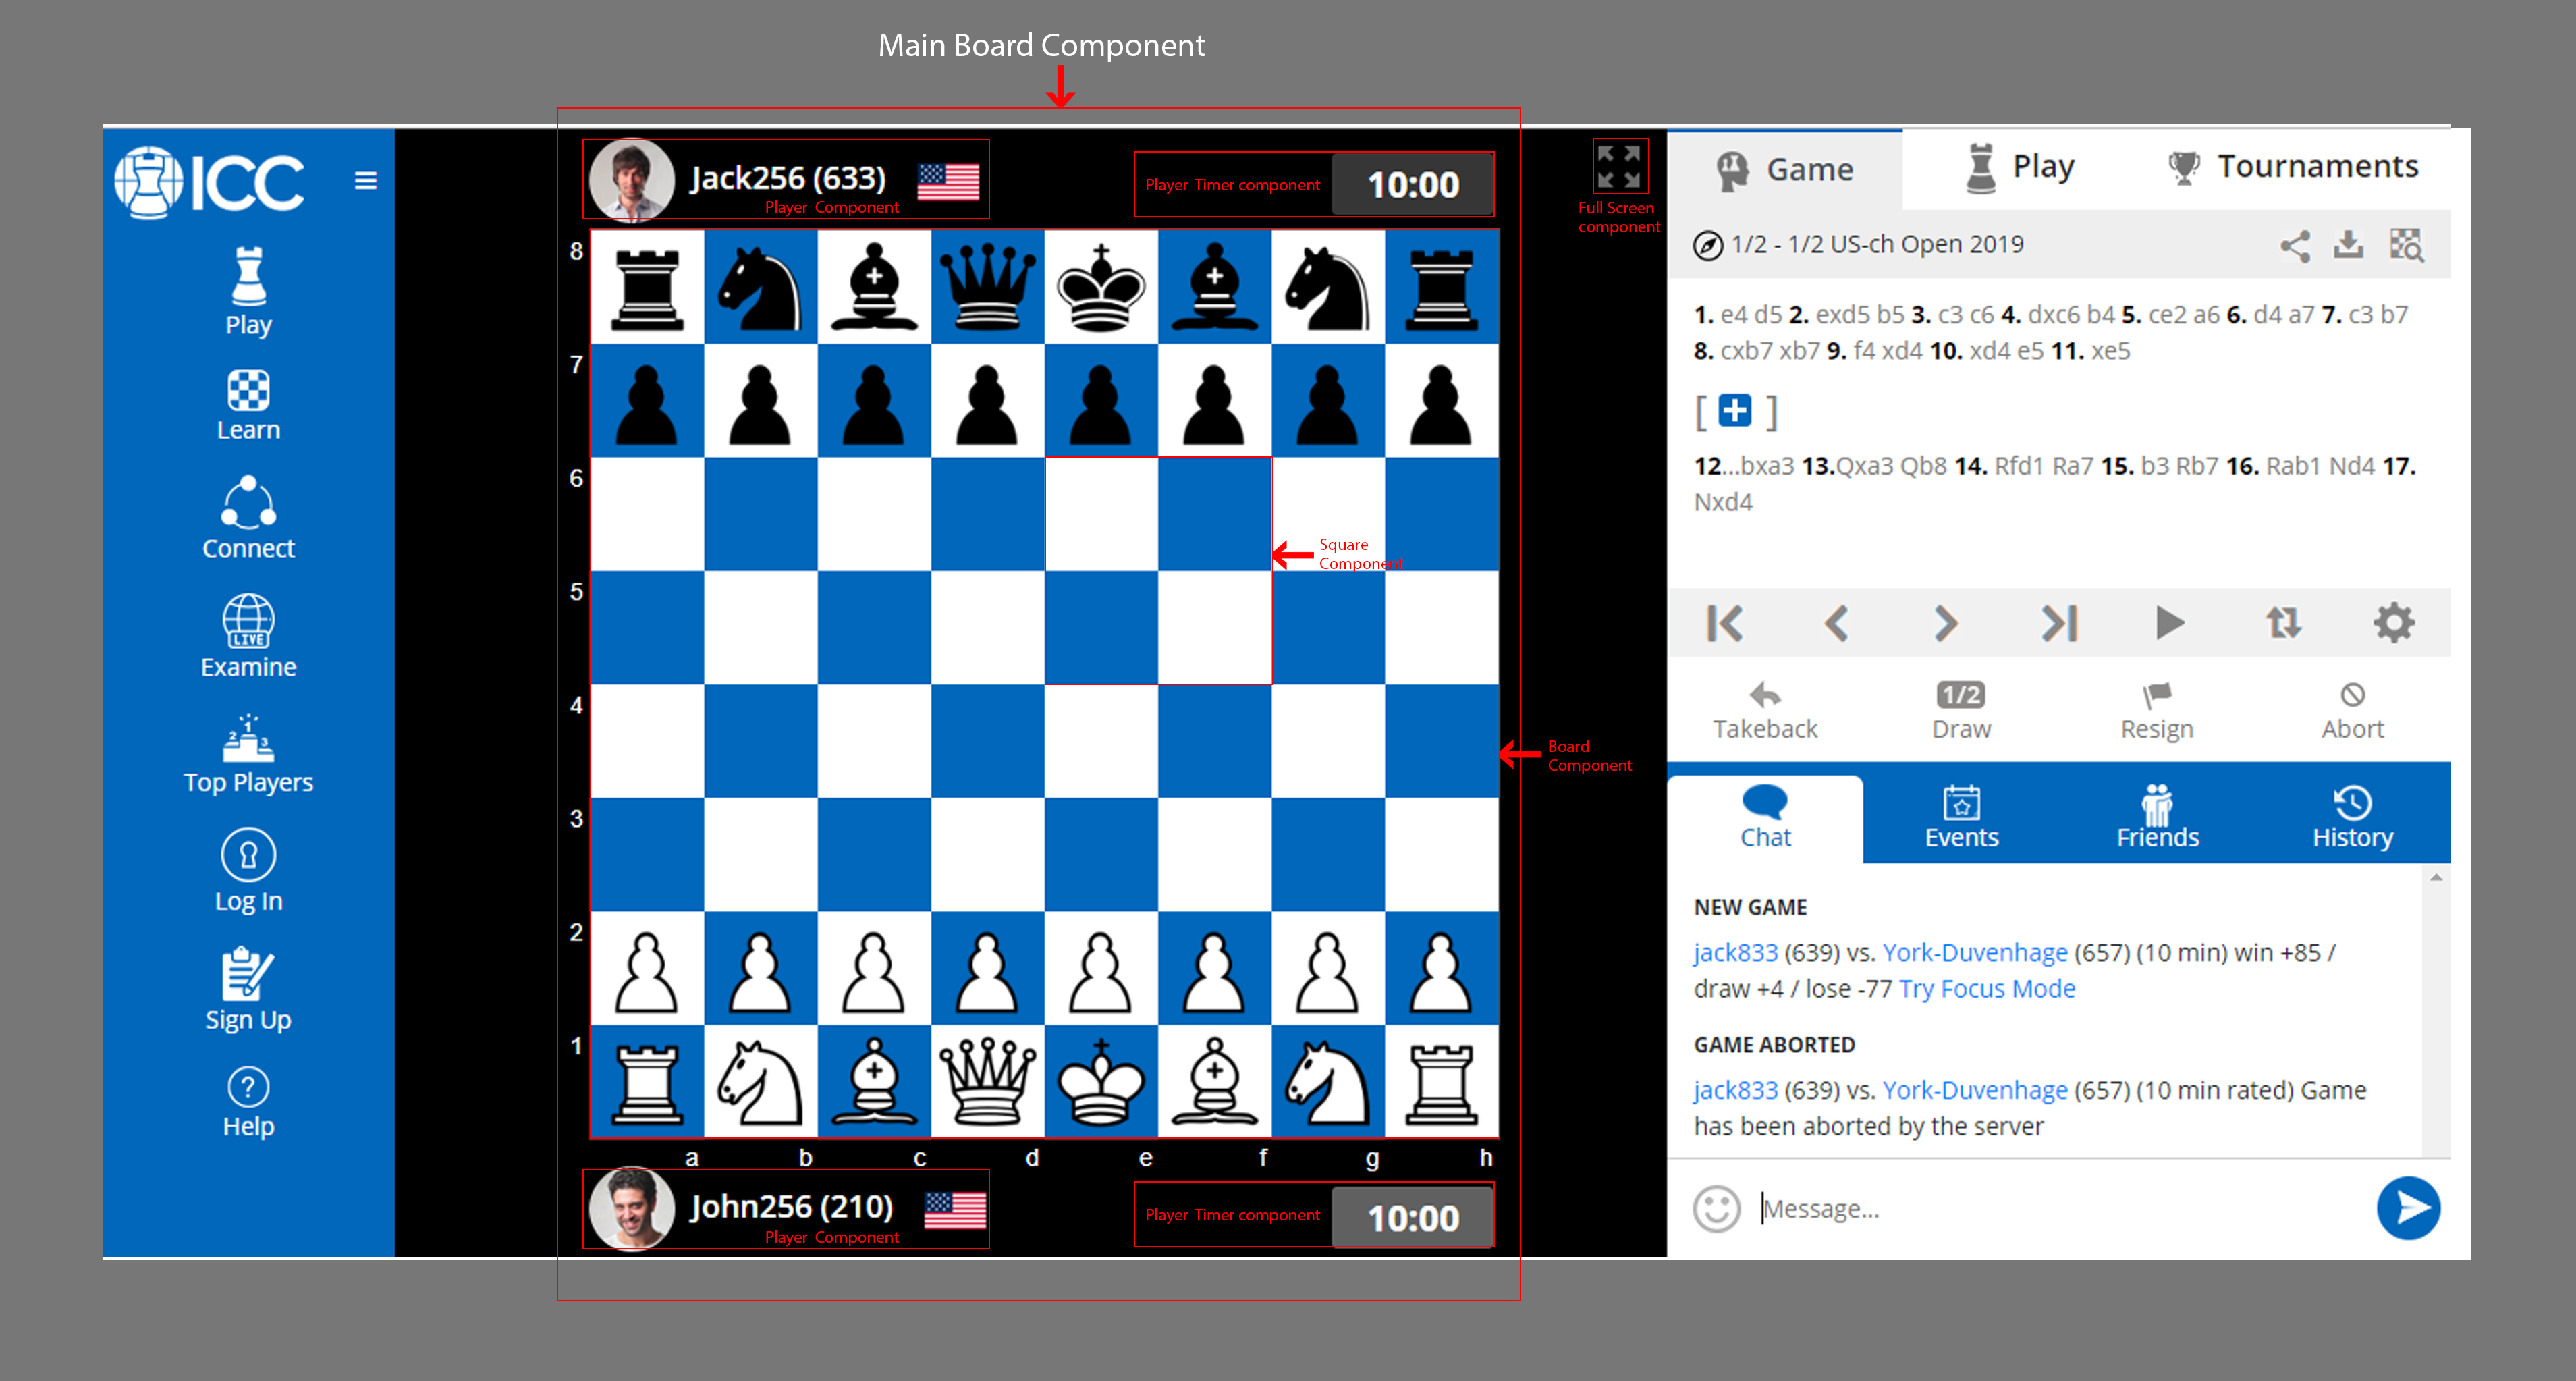 Main Board Component
ICC
Play
Learn
Connect
LIVE
Examine
1
2 3
Top Players
Log In
Sign Up
?
Help
Jack256 (633)
Player Component
Player Timer component
10:00
Full Screen
component
8
7
6
5
4
3
2
1
Square
Component
Board
Component
a b c d e f g h
John256 (210)
Player Component
Player Timer component
10:00
Game
Play
Tournaments
1/2 - 1/2 US-ch Open 2019
1. e4 d5 2. exd5 b5 3. c3 c6 4. dxc6 b4 5. ce2 a6 6. d4 a7 7. c3 b7
8. cxb7 xb7 9. f4 xd4 10. xd4 e5 11. xe5
[ + ]
12...bxa3 13.Qxa3 Qb8 14. Rfd1 Ra7 15. b3 Rb7 16. Rab1 Nd4 17.
Nxd4
1/2
Takeback Draw Resign Abort
Chat Events Friends History
NEW GAME
jack833 (639) vs. York-Duvenhage (657) (10 min) win +85 /
draw +4 / lose -77 Try Focus Mode
GAME ABORTED
jack833 (639) vs. York-Duvenhage (657) (10 min rated) Game
has been aborted by the server
Message...